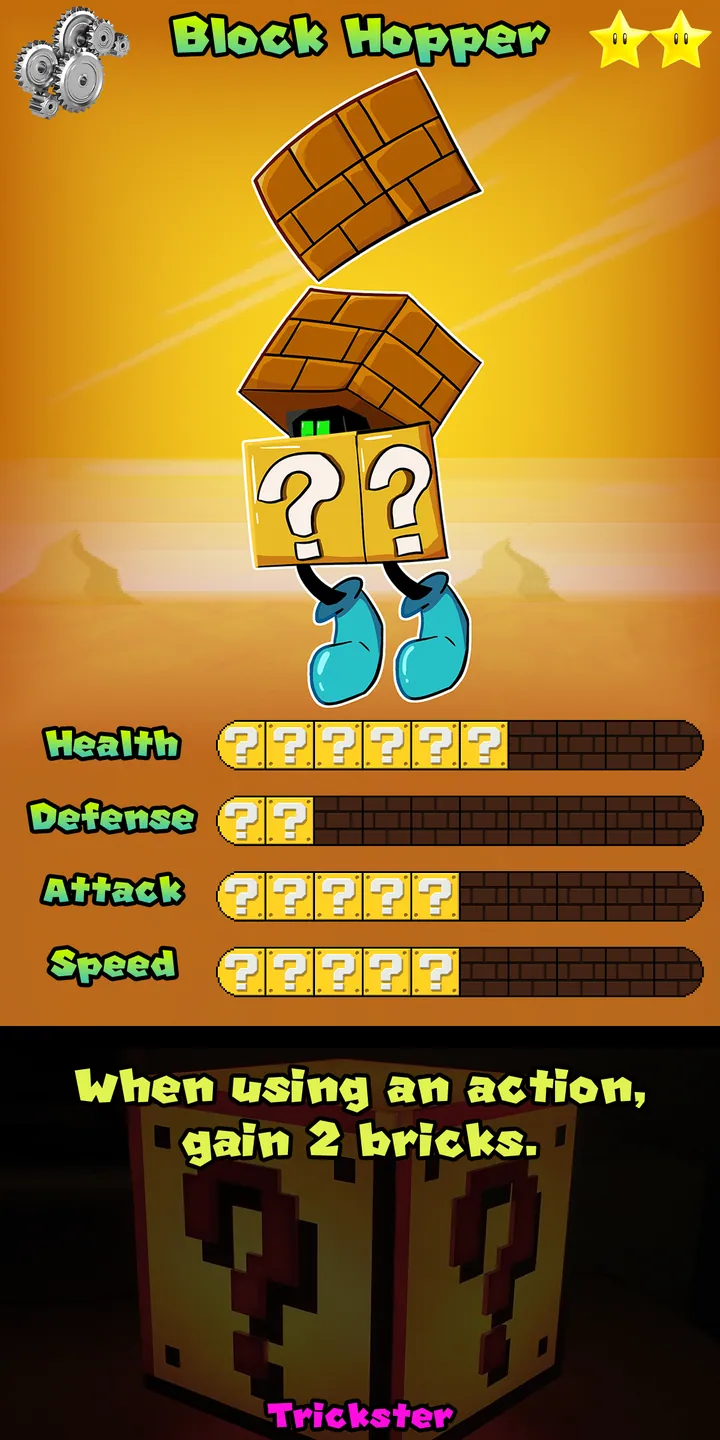 Block Hopper
Health
Defense
Attack
Speed
When using an action,
gain 2 bricks.
Trickster